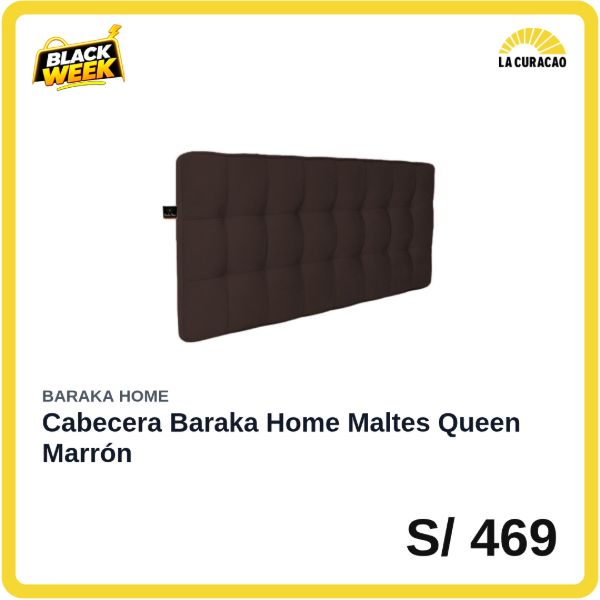 BLACK
WEEK
LA CURACAO
BARAKA HOME
Cabecera Baraka Home Maltes Queen
Marrón
S/ 469